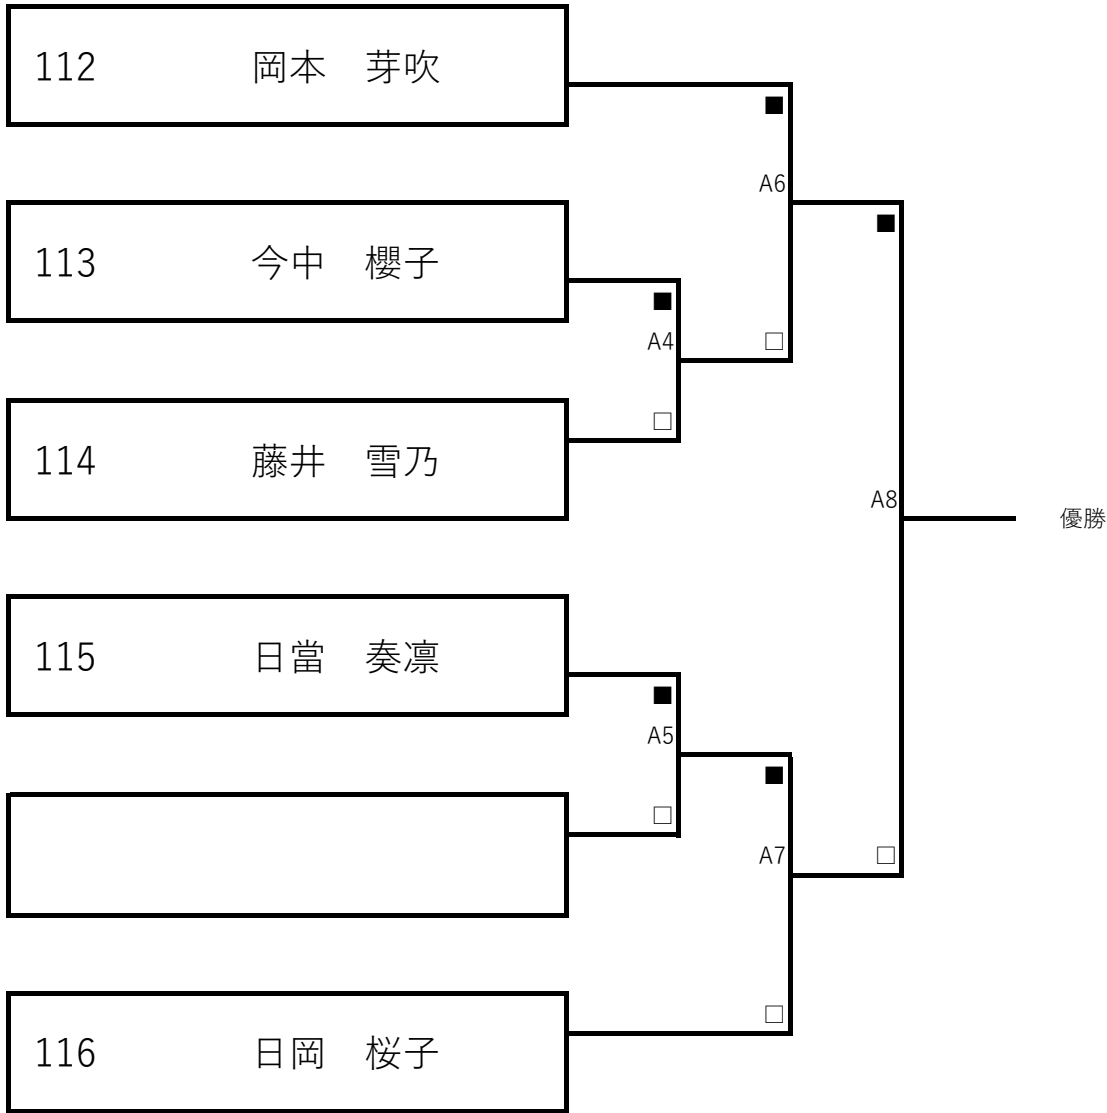 112 岡本 芽吹
■
A6
113 今中 櫻子
■
■
A4
□
□
114 藤井 雪乃
A8
優勝
115 日當 奏凛
■
A5
■
□
A7
□
□
116 日岡 桜子